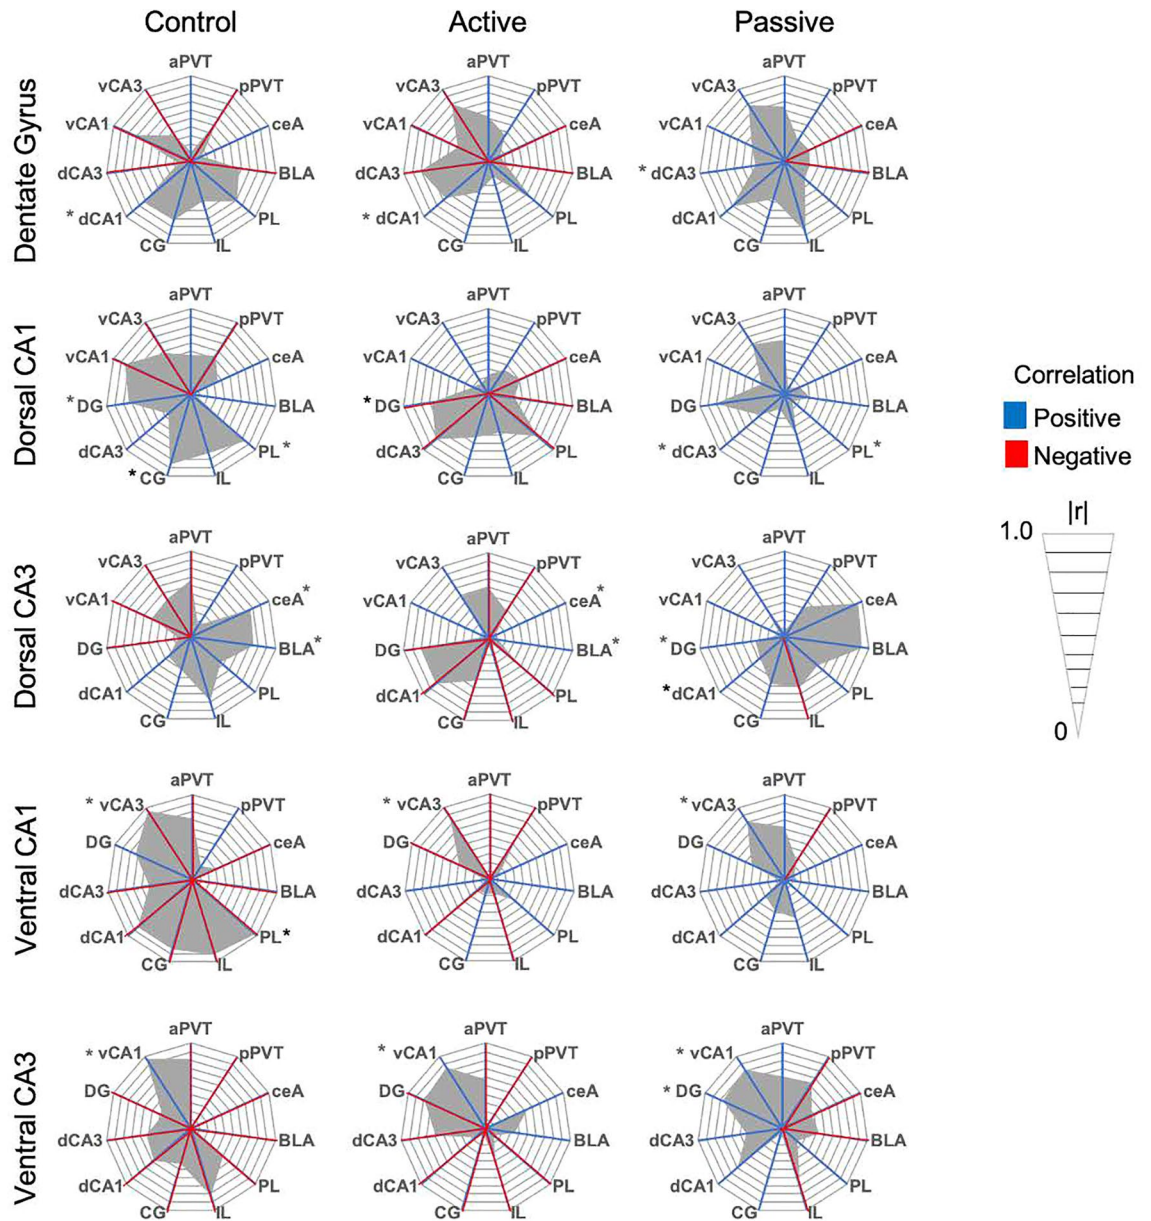 Control Active Passive
Dentate Gyrus
aPVT
vCA3 pPVT
vCA1 ceA
dCA3 BLA
* dCA1 PL
CG IL
aPVT
vCA3 pPVT
vCA1 ceA
dCA3 BLA
* dCA1 PL
CG IL
aPVT
vCA3 pPVT
vCA1 ceA
* dCA3 BLA
dCA1 PL
CG IL
Dorsal CA1
aPVT
vCA3 pPVT
vCA1 ceA
* DG BLA
dCA3 PL *
* CG IL
aPVT
vCA3 pPVT
vCA1 ceA
* DG BLA
dCA3 PL
CG IL
aPVT
vCA3 pPVT
vCA1 ceA
DG BLA
* dCA3 PL *
CG IL
Dorsal CA3
aPVT
vCA3 pPVT
vCA1 ceA *
DG BLA *
dCA1 PL
CG IL
aPVT
vCA3 pPVT
vCA1 ceA *
DG BLA *
dCA1 PL
CG IL
aPVT
vCA3 pPVT
vCA1 ceA
* DG BLA
* dCA1 PL
CG IL
Ventral CA1
aPVT
* vCA3 pPVT
DG ceA
dCA3 BLA
dCA1 PL *
CG IL
aPVT
* vCA3 pPVT
DG ceA
dCA3 BLA
dCA1 PL
CG IL
aPVT
* vCA3 pPVT
DG ceA
dCA3 BLA
dCA1 PL
CG IL
Ventral CA3
aPVT
* vCA1 pPVT
DG ceA
dCA3 BLA
dCA1 PL
CG IL
aPVT
* vCA1 pPVT
DG ceA
dCA3 BLA
dCA1 PL
CG IL
aPVT
* vCA1 pPVT
* DG ceA
dCA3 BLA
dCA1 PL
CG IL
Correlation
Positive
Negative
|r|
1.0
0